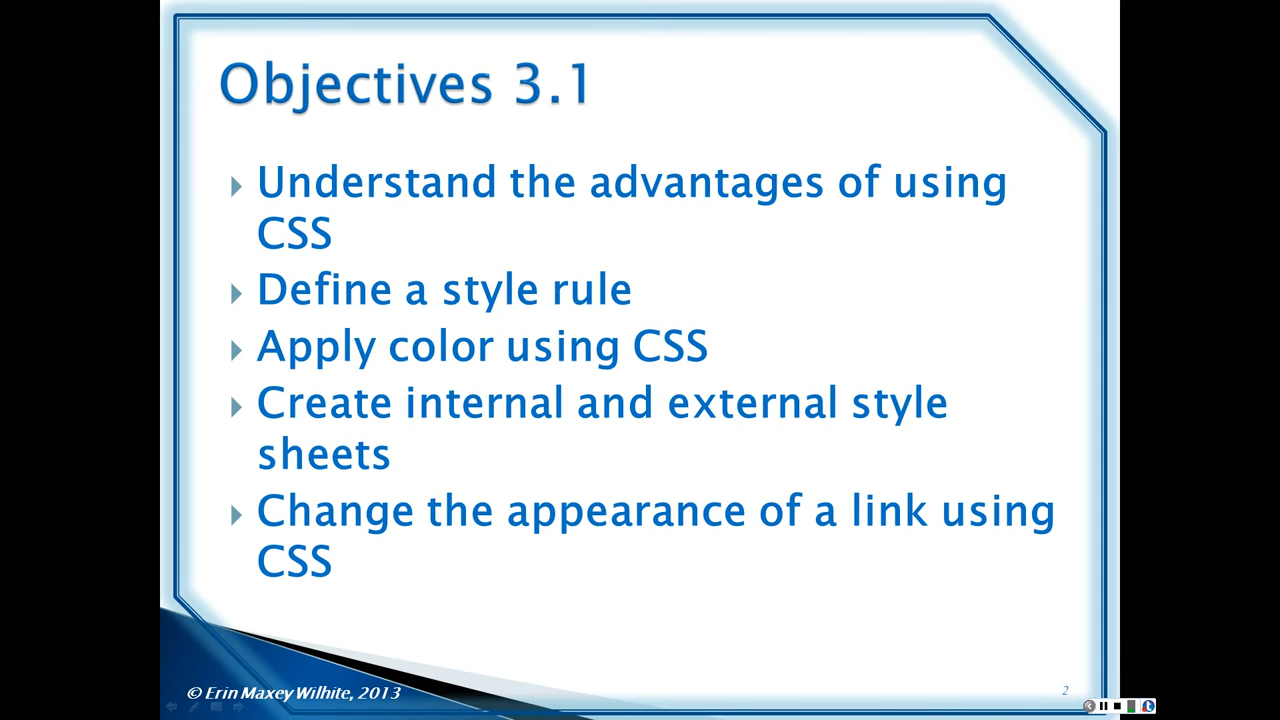 Objectives 3.1
Understand the advantages of using
CSS
Define a style rule
Apply color using CSS
Create internal and external style
sheets
Change the appearance of a link using
CSS
© Erin Maxey Wilhite, 2013
2